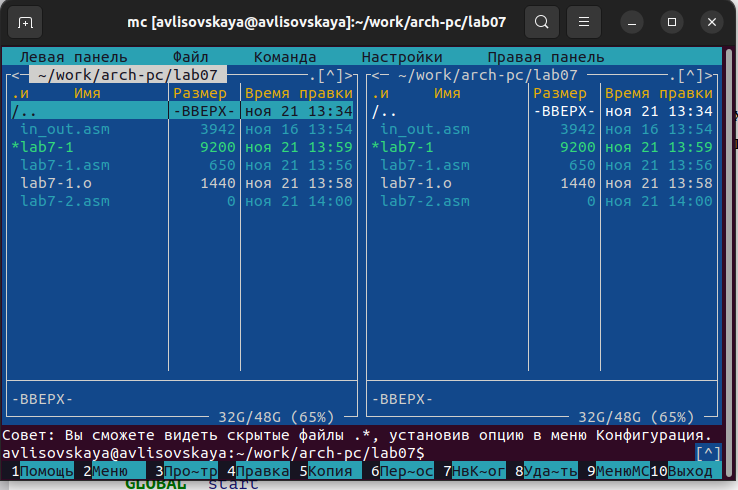 mc [avlisovskaya@avlisovskaya]:~/work/arch-pc/lab07
Левая панель Файл Команда Настройки Правая панель
<─ ~/work/arch-pc/lab07 ─.[^]> <─ ~/work/arch-pc/lab07 ─.[^]>
.и Имя Размер Время правки .и Имя Размер Время правки
/.. -ВВЕРХ- ноя 21 13:34 /.. -ВВЕРХ- ноя 21 13:34
in_out.asm 3942 ноя 16 13:54 in_out.asm 3942 ноя 16 13:54
*lab7-1 9200 ноя 21 13:59 *lab7-1 9200 ноя 21 13:59
lab7-1.asm 650 ноя 21 13:56 lab7-1.asm 650 ноя 21 13:56
lab7-1.o 1440 ноя 21 13:58 lab7-1.o 1440 ноя 21 13:58
lab7-2.asm 0 ноя 21 14:00 lab7-2.asm 0 ноя 21 14:00
-ВВЕРХ- -ВВЕРХ-
32G/48G (65%) 32G/48G (65%)
Совет: Вы сможете видеть скрытые файлы .*, установив опцию в меню Конфигурация.
avlisovskaya@avlisovskaya:~/work/arch-pc/lab07$ [^]
1Помощь 2Меню 3Про~тр 4Правка 5Копия 6Пер~ос 7НвК~ог 8Уда~ть 9МенюMC 10Выход
GLOBAL start